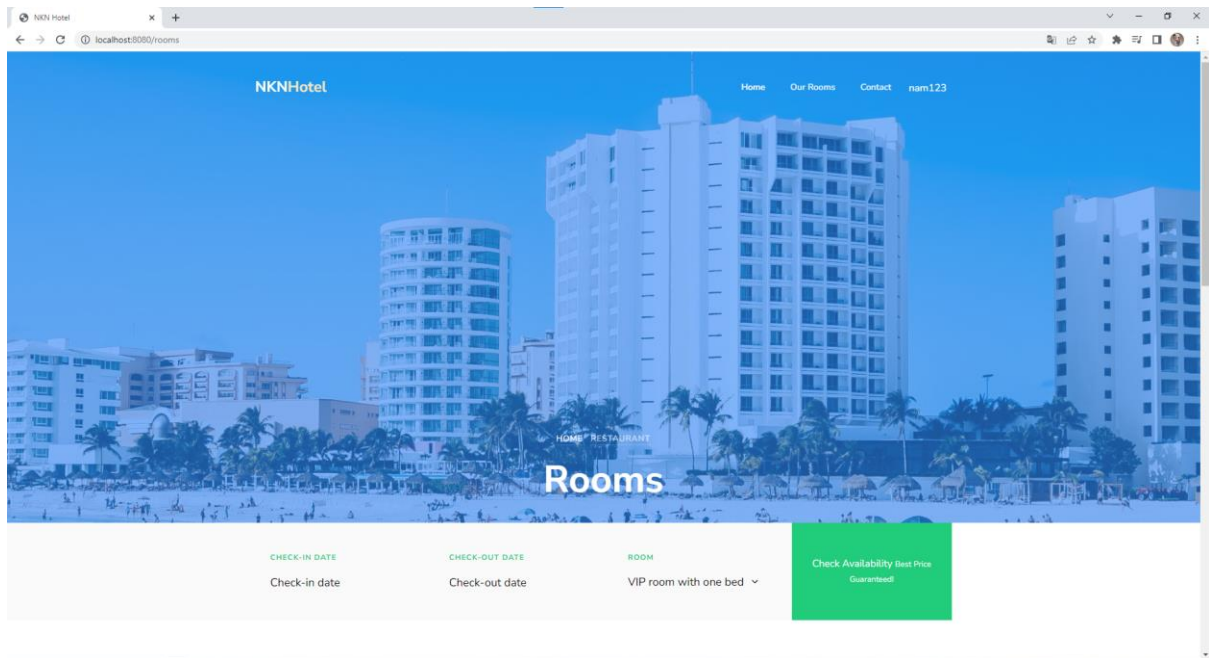 NKN Hotel
localhost:8080/rooms
NKNHotel
Home Our Rooms Contact nam123
HOME RESTAURANT
Rooms
CHECK-IN DATE CHECK-OUT DATE ROOM
Check-in date Check-out date VIP room with one bed
Check Availability Best Price
Guaranteed!